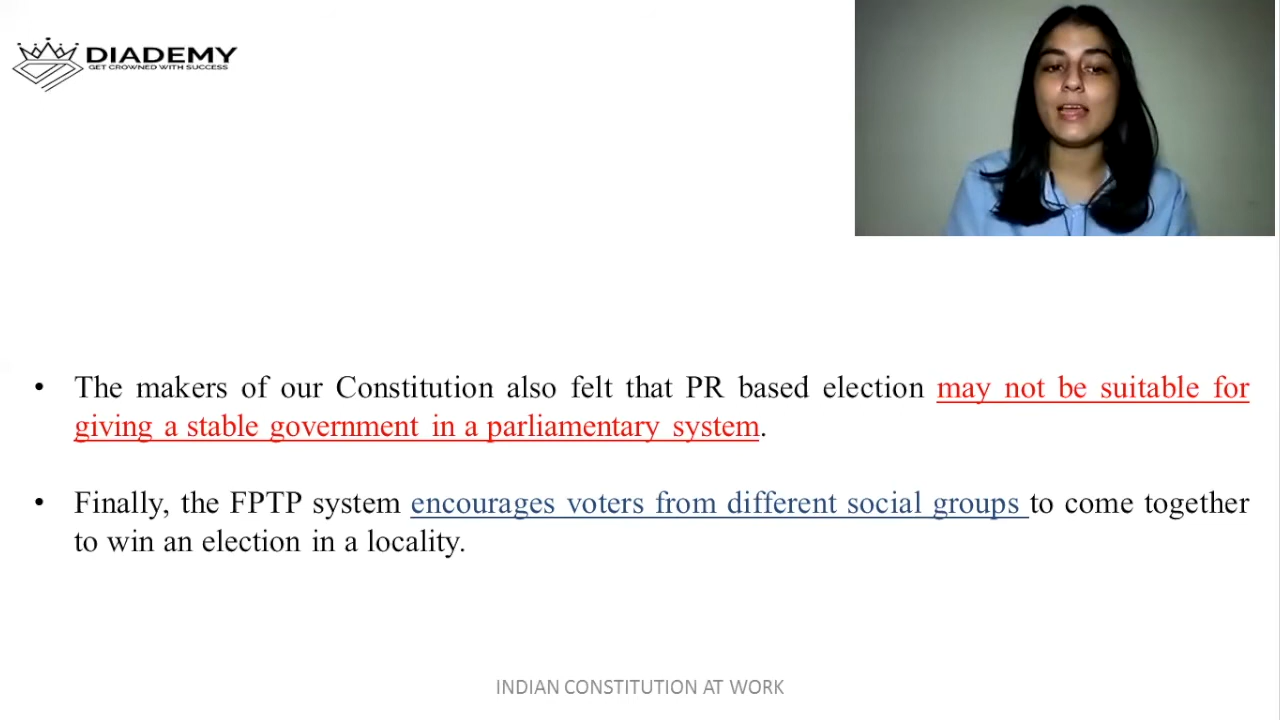 DIADEMY
GET CROWNED WITH SUCCESS
• The makers of our Constitution also felt that PR based election may not be suitable for
giving a stable government in a parliamentary system.
• Finally, the FPTP system encourages voters from different social groups to come together
to win an election in a locality.
INDIAN CONSTITUTION AT WORK